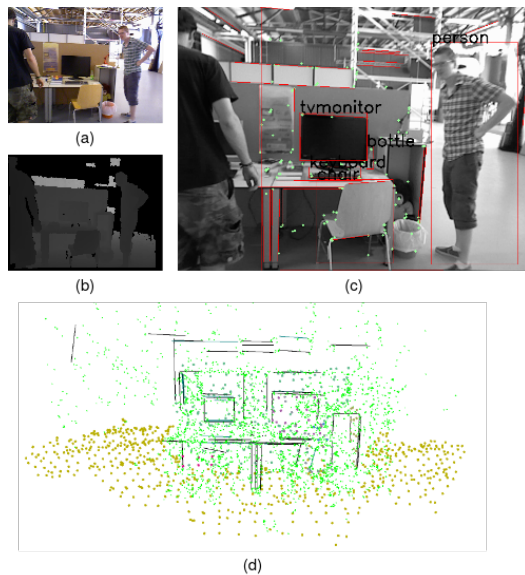 (a)
person
tvmonitor
bottle
keyboard
chair
(b)
(c)
(d)